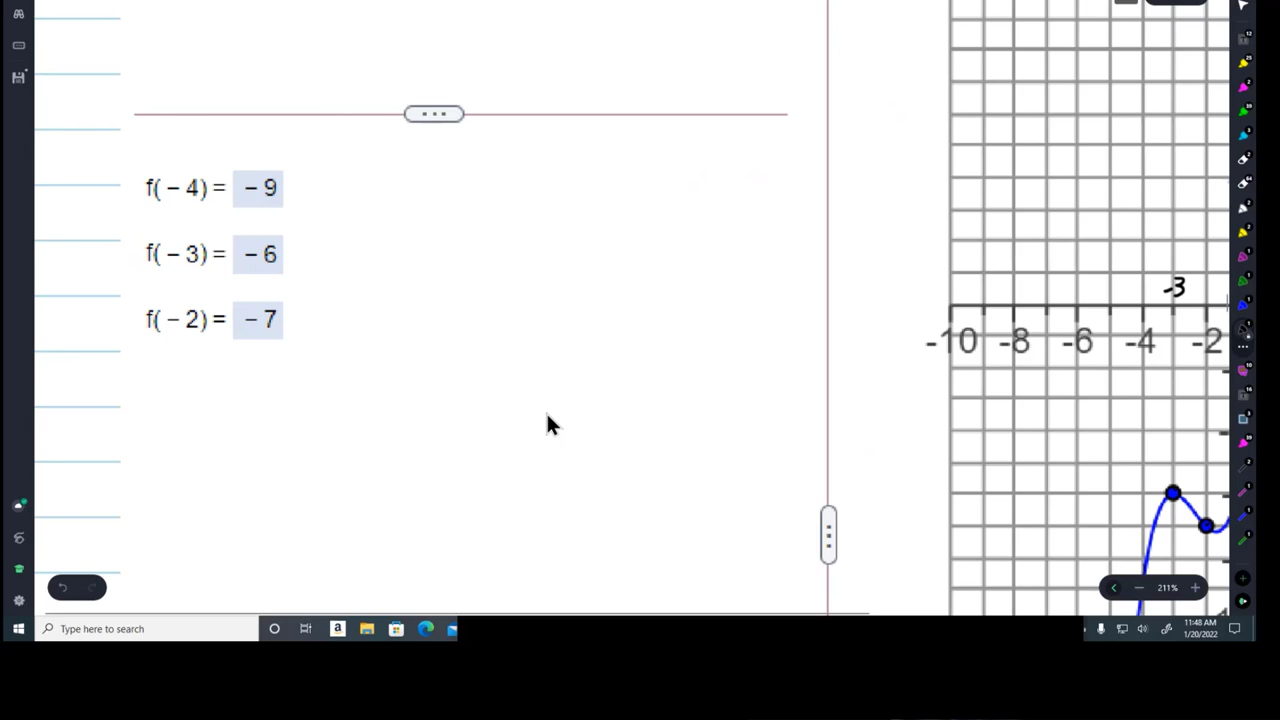 f( − 4) = − 9
f( − 3) = − 6
f( − 2) = − 7
-3
-10 -8 -6 -4 -2
211%
Type here to search
a
11:48 AM
1/20/2022